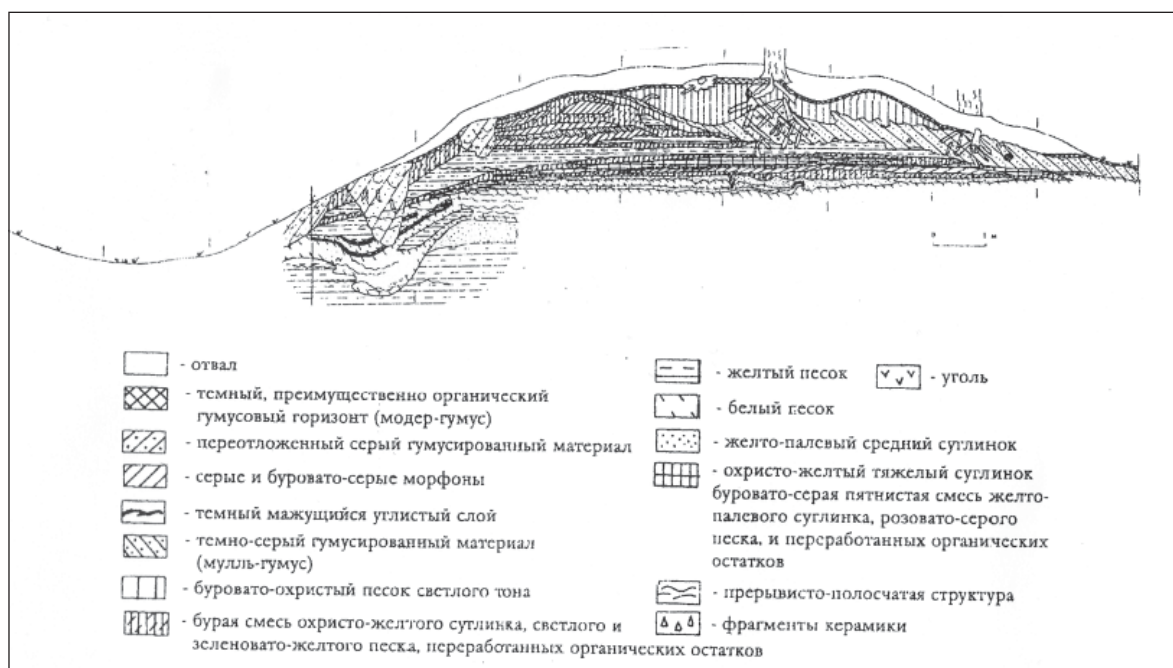 0 1 м
- отвал
- темный, преимущественно органический
гумусовый горизонт (модер-гумус)
- переотложенный серый гумусированный материал
- серые и буровато-серые морфоны
- темный мажущийся углистый слой
- темно-серый гумусированный материал
(мулль-гумус)
- буровато-охристый песок светлого тона
- бурая смесь охристо-желтого суглинка, светлого и
зеленовато-желтого песка, переработанных органических остатков
- желтый песок
- уголь
- белый песок
- желто-палевый средний суглинок
- охристо-желтый тяжелый суглинок
буровато-серая пятнистая смесь желто-
палевого суглинка, розовато-серого
песка, и переработанных органических
остатков
- прерывисто-полосчатая структура
- фрагменты керамики